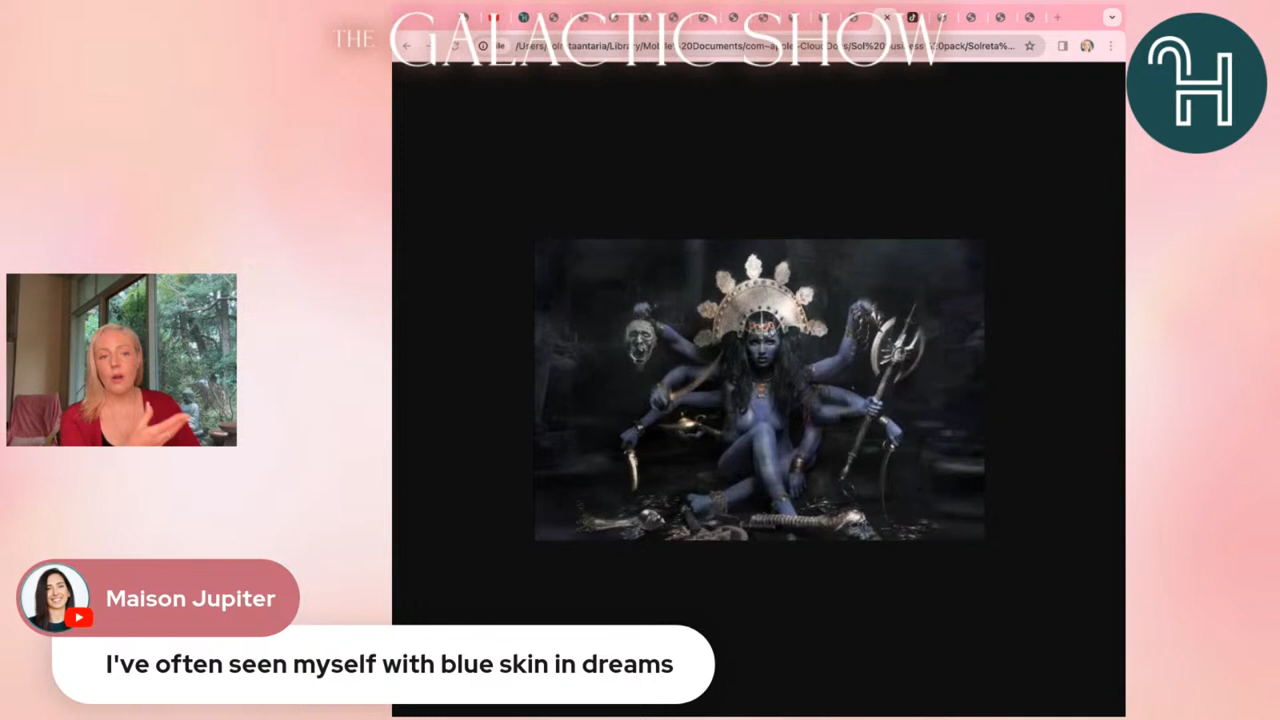 THE GALACTIC SHOW
Maison Jupiter
I've often seen myself with blue skin in dreams